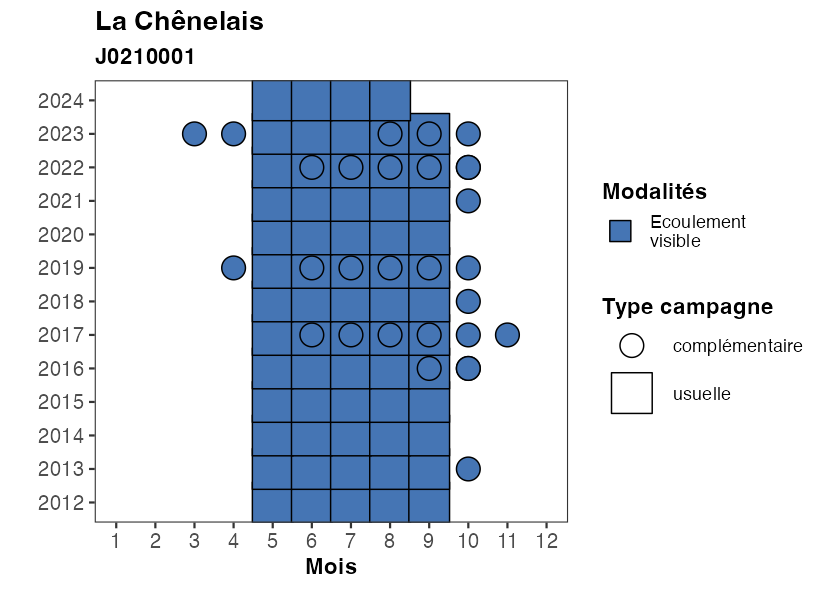 La Chênelais
J0210001
2024
2023
2022
2021
2020
2019
2018
2017
2016
2015
2014
2013
2012
1 2 3 4 5 6 7 8 9 10 11 12
Mois
Modalités
Ecoulement
visible
Type campagne
complémentaire
usuelle